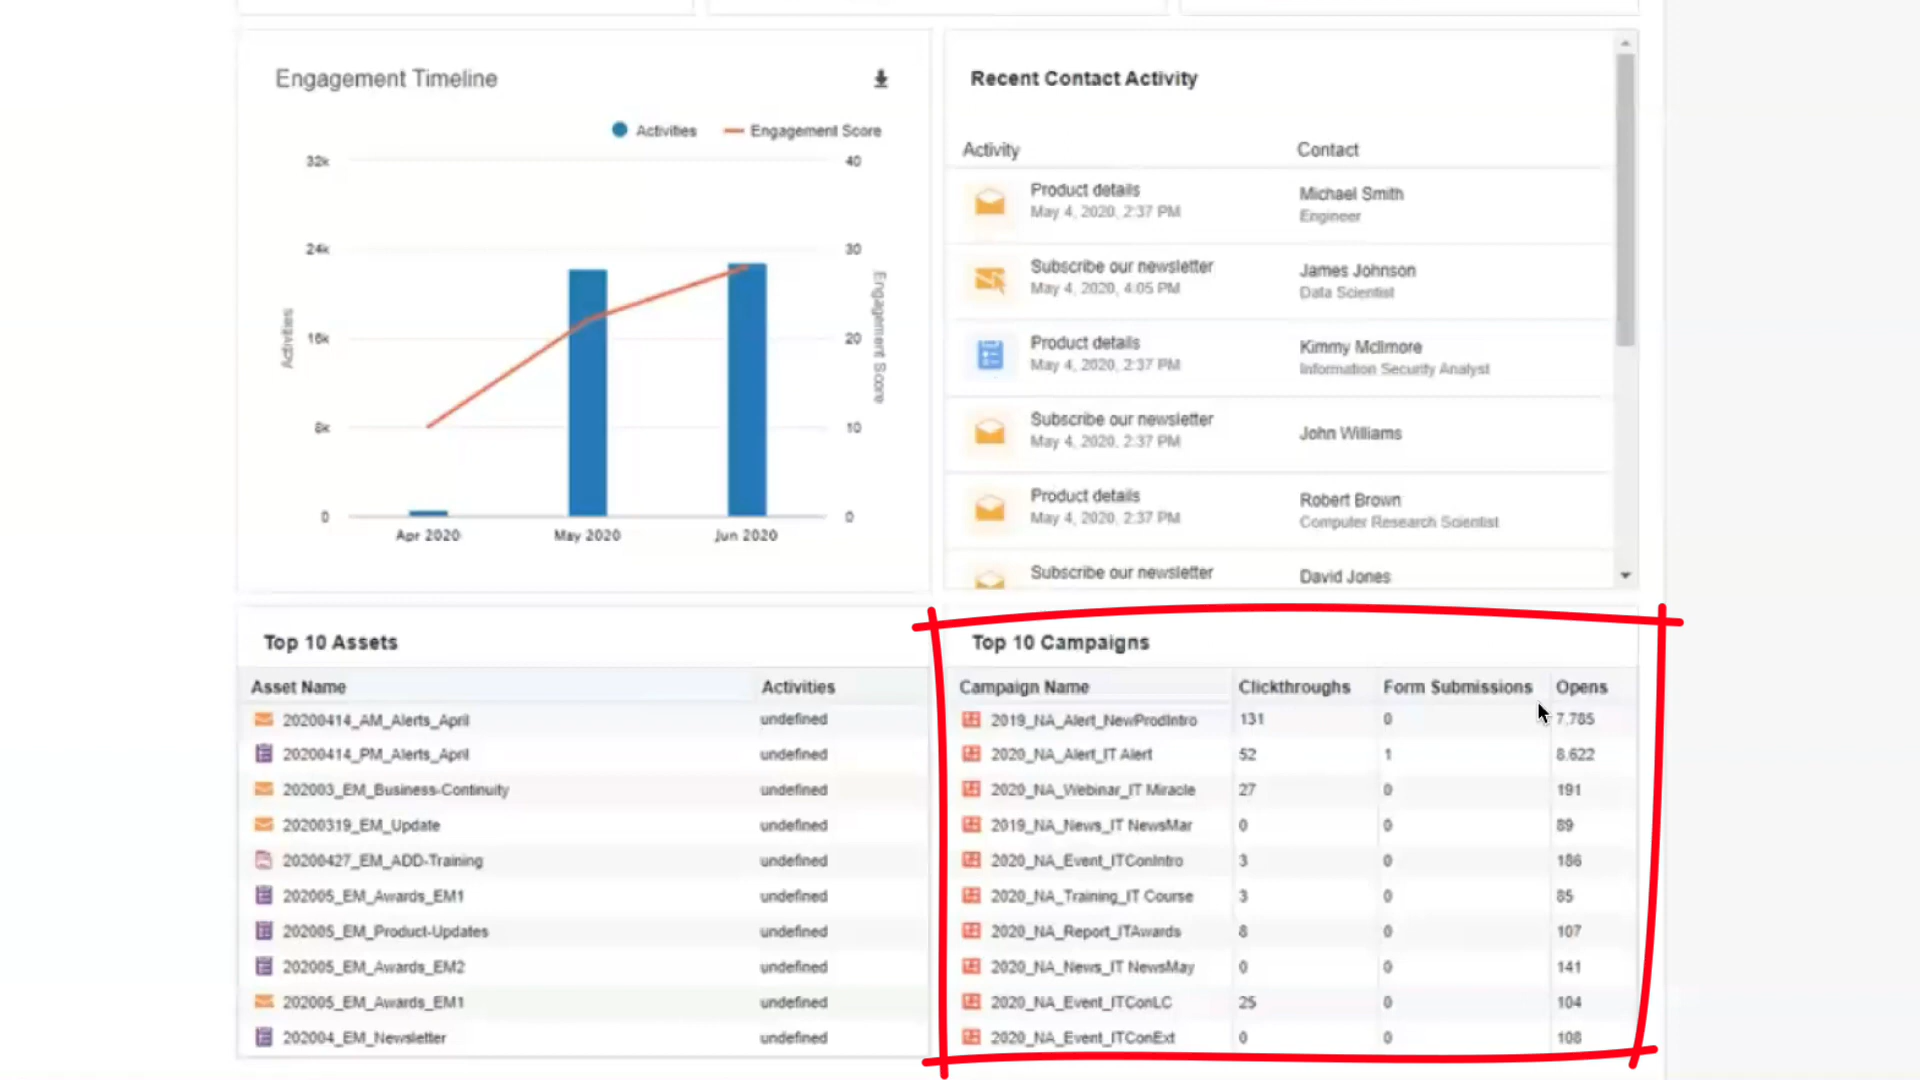 Engagement Timeline
Activities
Engagement Score
32k
40
24k
30
16k
20
8k
10
0
0
Activities
Engagement Score
Apr 2020
May 2020
Jun 2020
Recent Contact Activity
Activity Contact
Product details
May 4, 2020, 2:37 PM
Michael Smith
Engineer
Subscribe our newsletter
May 4, 2020, 4:05 PM
James Johnson
Data Scientist
Product details
May 4, 2020, 2:37 PM
Kimmy McIlmore
Information Security Analyst
Subscribe our newsletter
May 4, 2020, 2:37 PM
John Williams
Product details
May 4, 2020, 2:37 PM
Robert Brown
Computer Research Scientist
Subscribe our newsletter
David Jones
Top 10 Assets
Asset Name Activities
20200414_AM_Alerts_April undefined
20200414_PM_Alerts_April undefined
202003_EM_Business-Continuity undefined
20200319_EM_Update undefined
20200427_EM_ADD-Training undefined
202005_EM_Awards_EM1 undefined
202005_EM_Product-Updates undefined
202005_EM_Awards_EM2 undefined
202005_EM_Awards_EM1 undefined
202004_EM_Newsletter undefined
Top 10 Campaigns
Campaign Name Clickthroughs Form Submissions Opens
2019_NA_Alert_NewProdIntro 131 0 7.785
2020_NA_Alert_IT Alert 52 1 8.622
2020_NA_Webinar_IT Miracle 27 0 191
2019_NA_News_IT NewsMar 0 0 89
2020_NA_Event_ITConIntro 3 0 186
2020_NA_Training_IT Course 3 0 85
2020_NA_Report_ITAwards 8 0 107
2020_NA_News_IT NewsMay 0 0 141
2020_NA_Event_ITConLC 25 0 104
2020_NA_Event_ITConExt 0 0 108